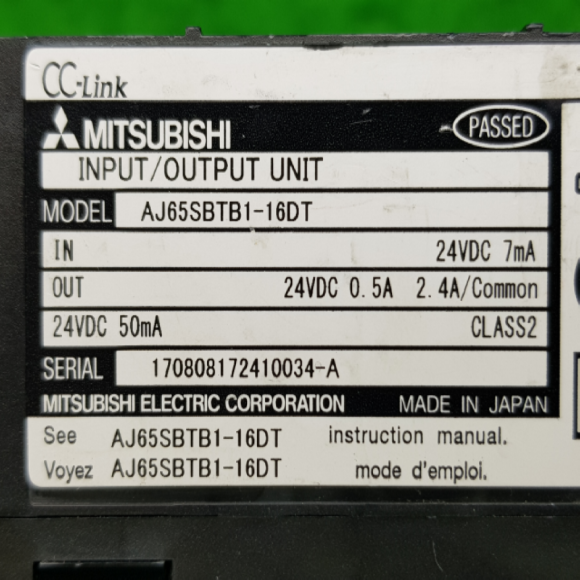 CC-Link
MITSUBISHI PASSED
INPUT/OUTPUT UNIT
MODEL AJ65SBTB1-16DT
IN 24VDC 7mA
OUT 24VDC 0.5A 2.4A/Common
24VDC 50mA CLASS2
SERIAL 170808172410034-A
MITSUBISHI ELECTRIC CORPORATION MADE IN JAPAN
See AJ65SBTB1-16DT instruction manual.
Voyez AJ65SBTB1-16DT mode d'emploi.